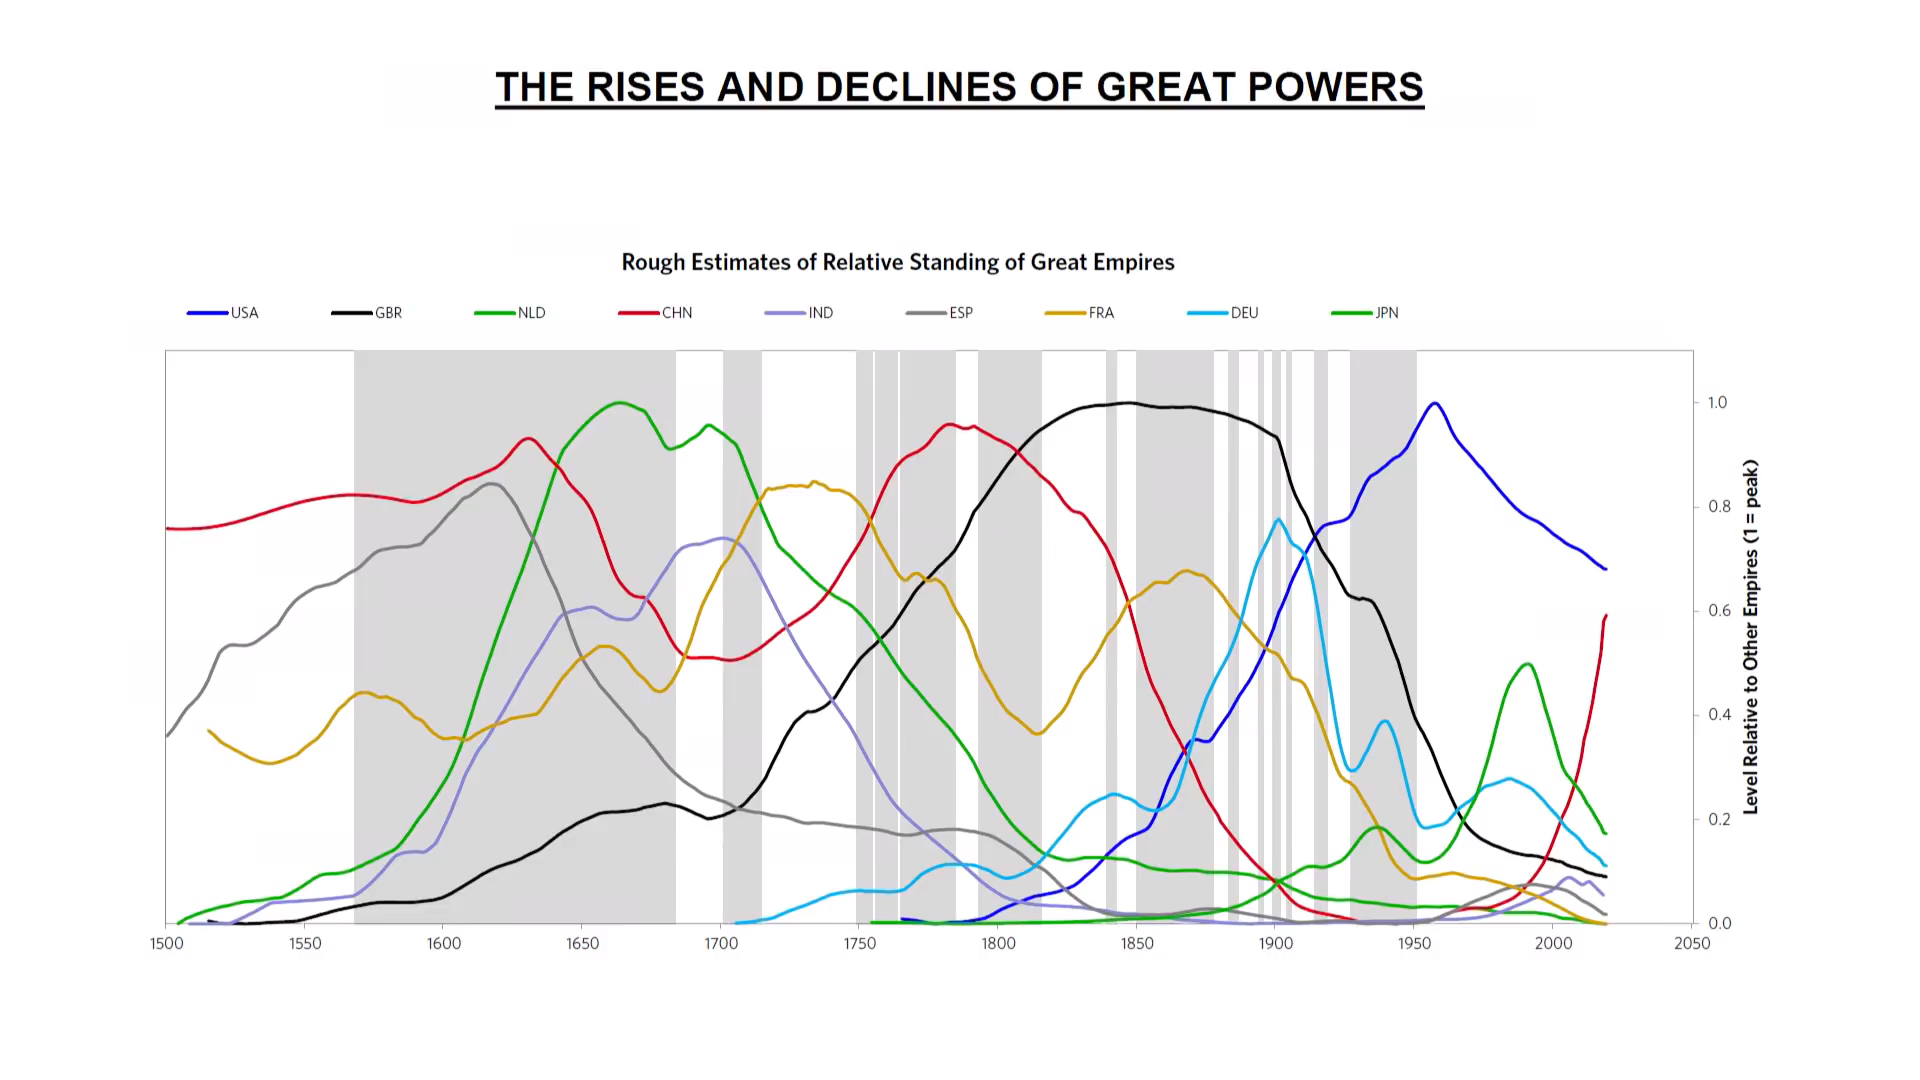 THE RISES AND DECLINES OF GREAT POWERS
Rough Estimates of Relative Standing of Great Empires
USA GBR NLD CHN IND ESP FRA DEU JPN
1.0
0.8
0.6
0.4
0.2
0.0
Level Relative to Other Empires (1 = peak)
1500 1550 1600 1650 1700 1750 1800 1850 1900 1950 2000 2050